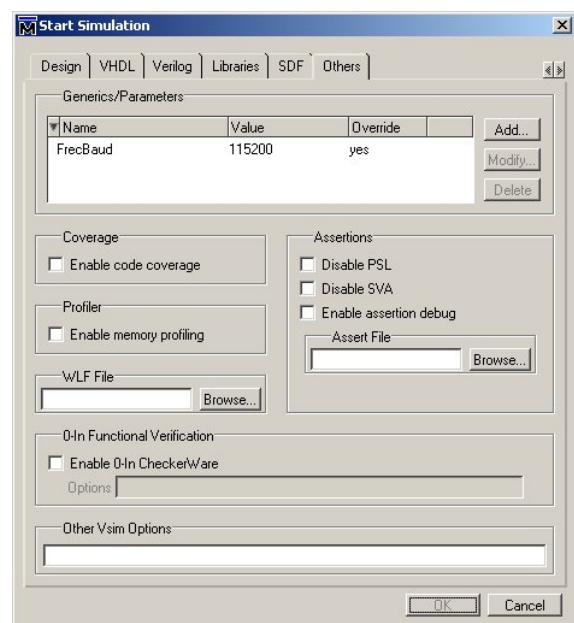 Start Simulation
Design VHDL Verilog Libraries SDF Others
Generics/Parameters
Name Value Override
FrecBaud 115200 yes
Add...
Modify...
Delete
Coverage
Enable code coverage
Profiler
Enable memory profiling
WLF File
Browse...
Assertions
Disable PSL
Disable SVA
Enable assertion debug
Assert File
Browse...
0-In Functional Verification
Enable 0-In CheckerWare
Options
Other Vsim Options
OK Cancel